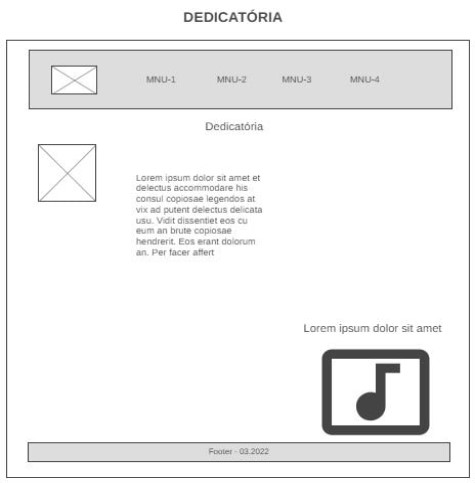 DEDICATÓRIA
MNU-1 MNU-2 MNU-3 MNU-4
Dedicatória
Lorem ipsum dolor sit amet et
delectus accommodare his
consul copiosae legendos at
vix ad putent delectus delicata
usu. Vidit dissentiet eos cu
eum an brute copiosae
hendrerit. Eos erant dolorum
an. Per facer affert
Lorem ipsum dolor sit amet
Footer - 03.2022